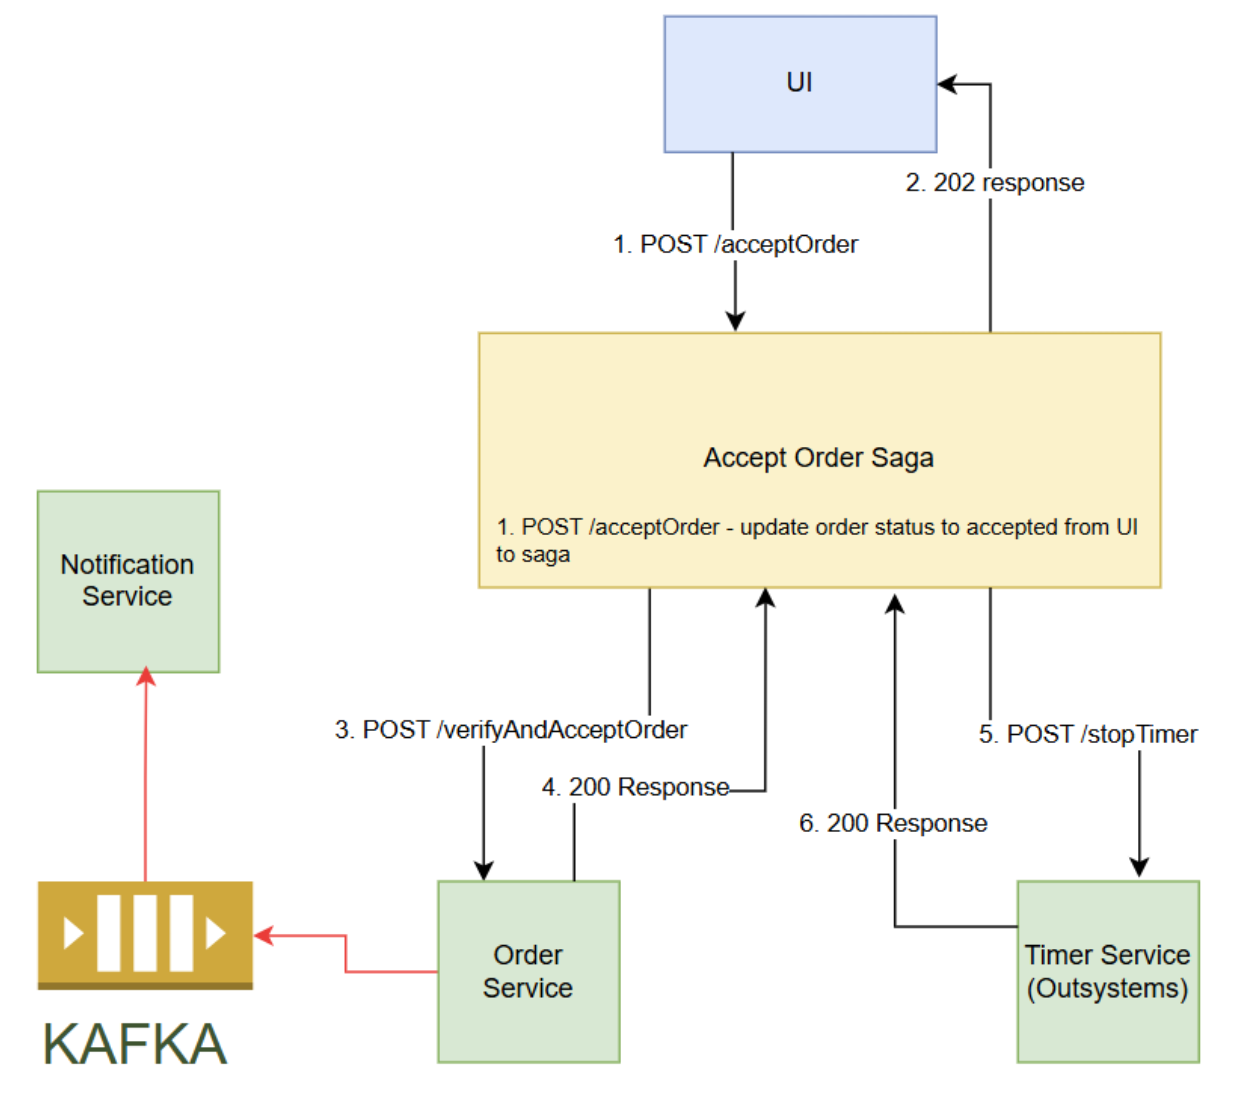 UI
2. 202 response
1. POST /acceptOrder
Accept Order Saga
1. POST /acceptOrder - update order status to accepted from UI
to saga
Notification
Service
3. POST /verifyAndAcceptOrder
5. POST /stopTimer
4. 200 Response
6. 200 Response
Order
Service
Timer Service
(Outsystems)
KAFKA